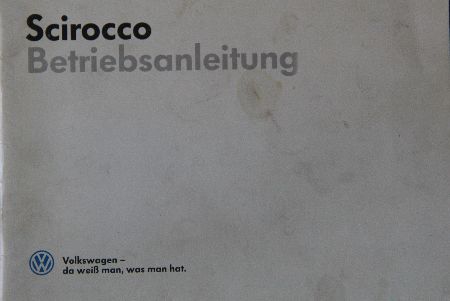 Scirocco
Betriebsanleitung
Volkswagen –
da weiß man, was man hat.